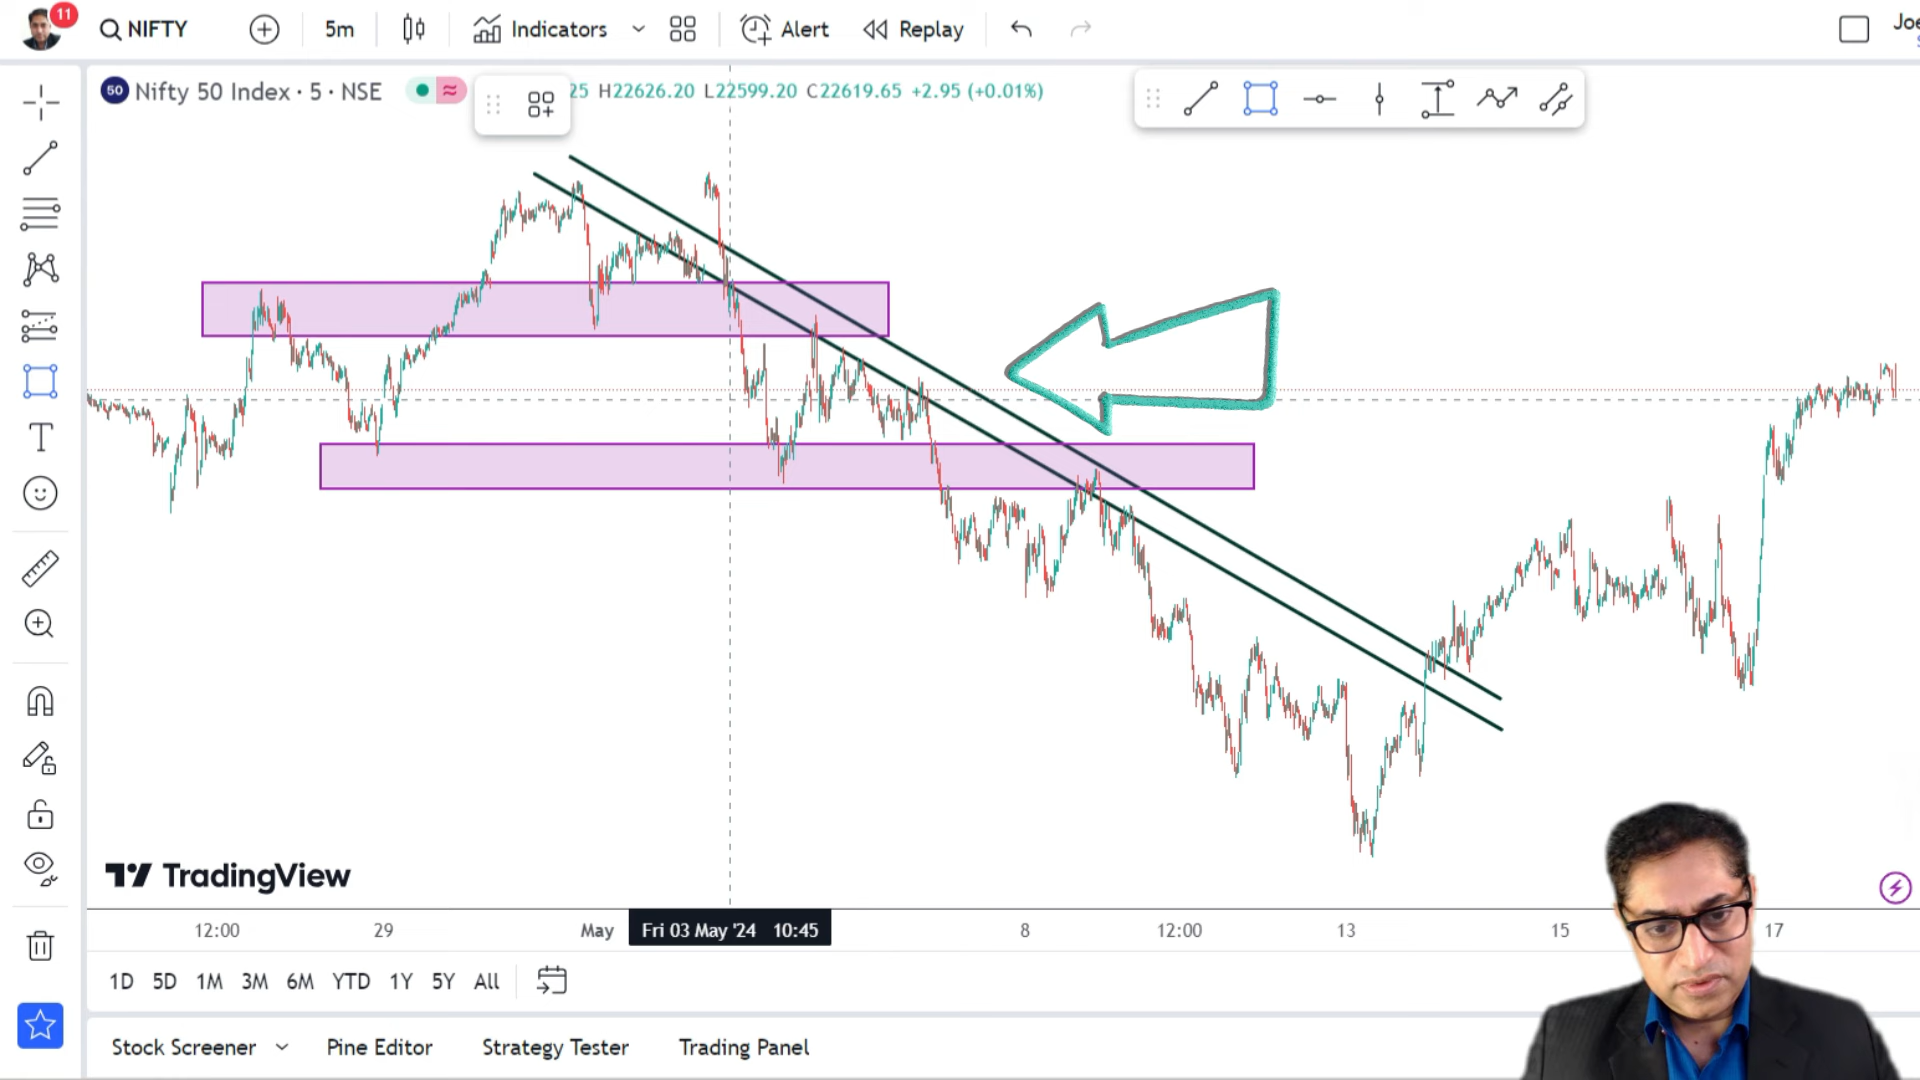 11
NIFTY
5m
Indicators
Alert
Replay
Joe
50
Nifty 50 Index · 5 · NSE
25 H22626.20 L22599.20 C22619.65 +2.95 (+0.01%)
T
TradingView
12:00
29
May
Fri 03 May '24 10:45
8
12:00
13
15
17
1D 5D 1M 3M 6M YTD 1Y 5Y All
Stock Screener
Pine Editor
Strategy Tester
Trading Panel